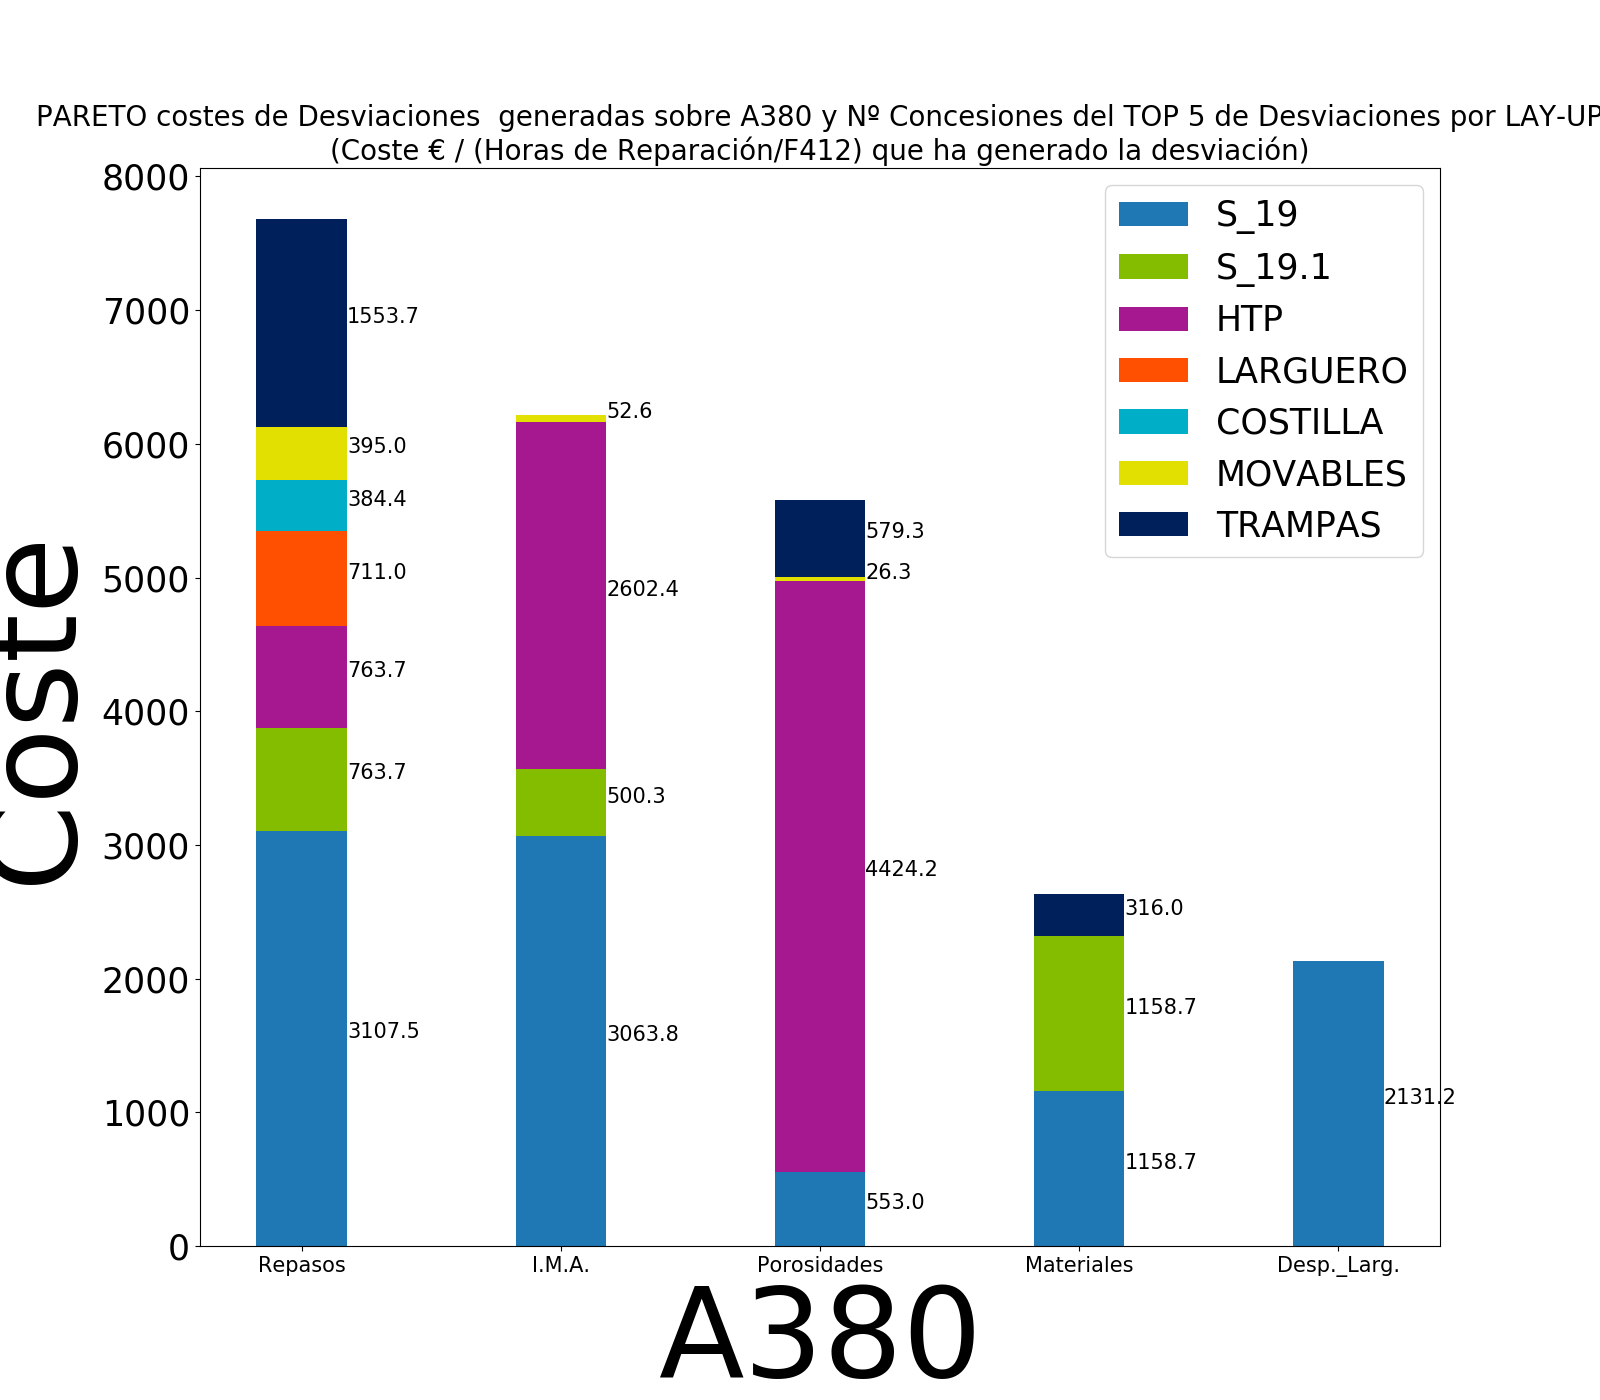 PARETO costes de Desviaciones  generadas sobre A380 y Nº Concesiones del TOP 5 de Desviaciones por LAY-UP
(Coste € / (Horas de Reparación/F412) que ha generado la desviación)
8000
7000
6000
5000
4000
3000
2000
1000
0
Coste
1553.7
395.0
384.4
711.0
763.7
763.7
3107.5
52.6
2602.4
500.3
3063.8
579.3
26.3
4424.2
553.0
316.0
1158.7
1158.7
2131.2
S_19
S_19.1
HTP
LARGUERO
COSTILLA
MOVABLES
TRAMPAS
Repasos
I.M.A.
Porosidades
Materiales
Desp._Larg.
A380